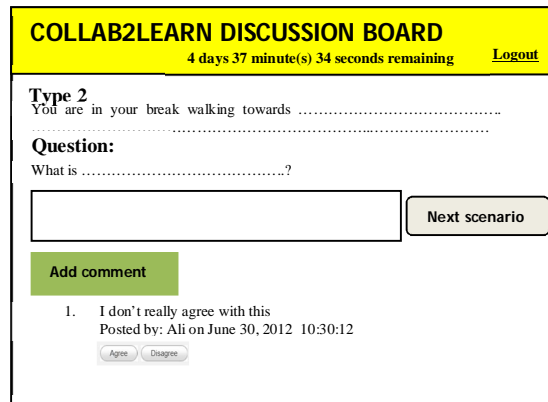 COLLAB2LEARN DISCUSSION BOARD
4 days 37 minute(s) 34 seconds remaining Logout
Type 2
You are in your break walking towards …………………………………..
…………………………………………………...…………………
Question:
What is …………………………………..?
Next scenario
Add comment
1. I don't really agree with this
Posted by: Ali on June 30, 2012 10:30:12
Agree Disagree